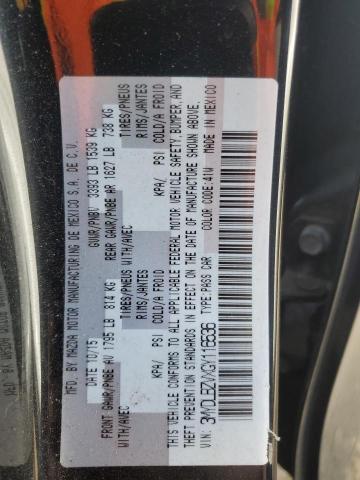 MFD. BY MAZDA MOTOR MANUFACTURING DE MEXICO S.A. DE C.V.
DATE 10/15 GVWR/PNBV 3393 LB 1539 KG
FRONT GAWR/PNBE AV 1795 LB 814 KG REAR GAWR/PNBE AR 1627 LB 738 KG
WITH/AVEC TIRES/PNEUS WITH/AVEC TIRES/PNEUS
RIMS/JANTES RIMS/JANTES
KPA/ PSI COLD/A FROID KPA/ PSI COLD/A FROID
THIS VEHICLE CONFORMS TO ALL APPLICABLE FEDERAL MOTOR VEHICLE SAFETY, BUMPER, AND
THEFT PREVENTION STANDARDS IN EFFECT ON THE DATE OF MANUFACTURE SHOWN ABOVE.
VIN: TYPE:PASS CAR COLOR CODE:41W MADE IN MEXICO